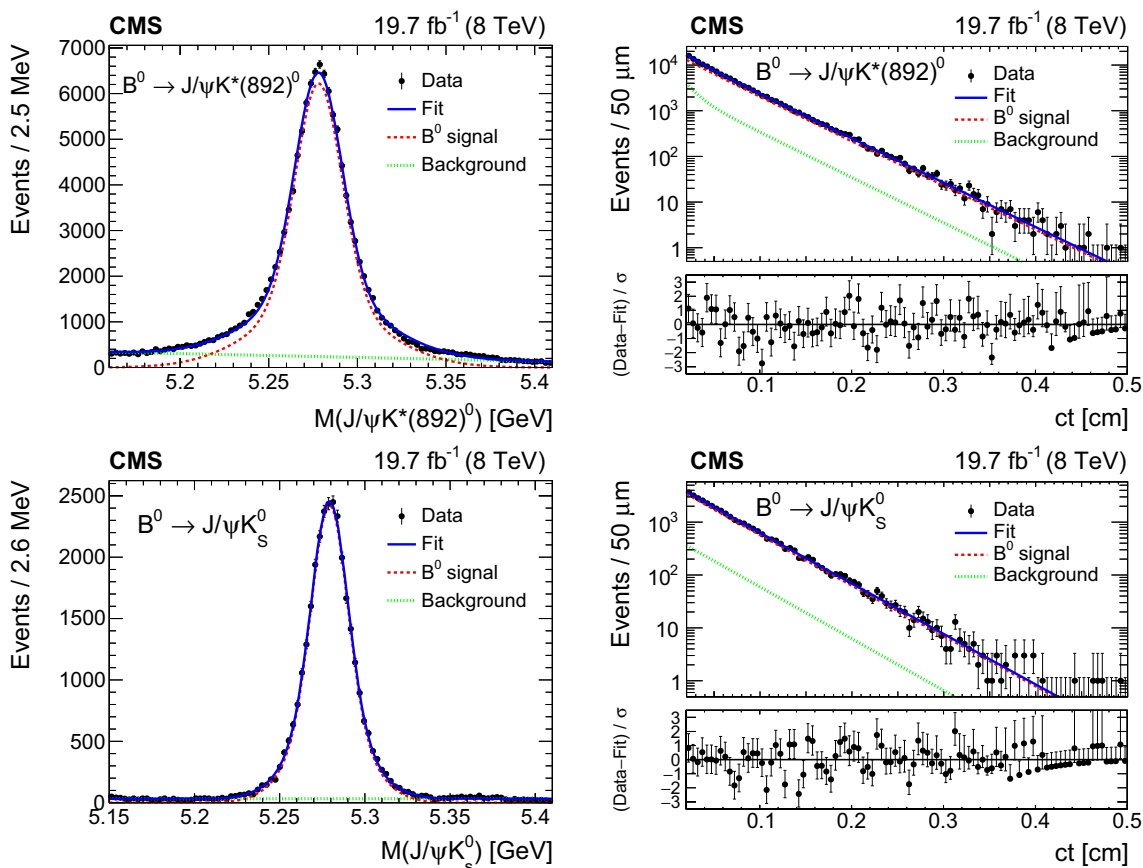 CMS 19.7 fb⁻¹ (8 TeV)
Events / 2.5 MeV
7000
6000
5000
4000
3000
2000
1000
0
B⁰ → J/ψK*(892)⁰
Data
Fit
B⁰ signal
Background
5.2 5.25 5.3 5.35 5.4
M(J/ψK*(892)⁰) [GeV]
CMS 19.7 fb⁻¹ (8 TeV)
Events / 50 μm
10⁴
10³
10²
10
1
B⁰ → J/ψK*(892)⁰
Data
Fit
B⁰ signal
Background
(Data−Fit) / σ
3
2
1
0
−1
−2
−3
0.1 0.2 0.3 0.4 0.5
ct [cm]
CMS 19.7 fb⁻¹ (8 TeV)
Events / 2.6 MeV
2500
2000
1500
1000
500
0
B⁰ → J/ψK⁰_S
Data
Fit
B⁰ signal
Background
5.15 5.2 5.25 5.3 5.35 5.4
M(J/ψK⁰_s) [GeV]
CMS 19.7 fb⁻¹ (8 TeV)
Events / 50 μm
10³
10²
10
1
B⁰ → J/ψK⁰_S
Data
Fit
B⁰ signal
Background
(Data−Fit) / σ
3
2
1
0
−1
−2
−3
0.1 0.2 0.3 0.4 0.5
ct [cm]